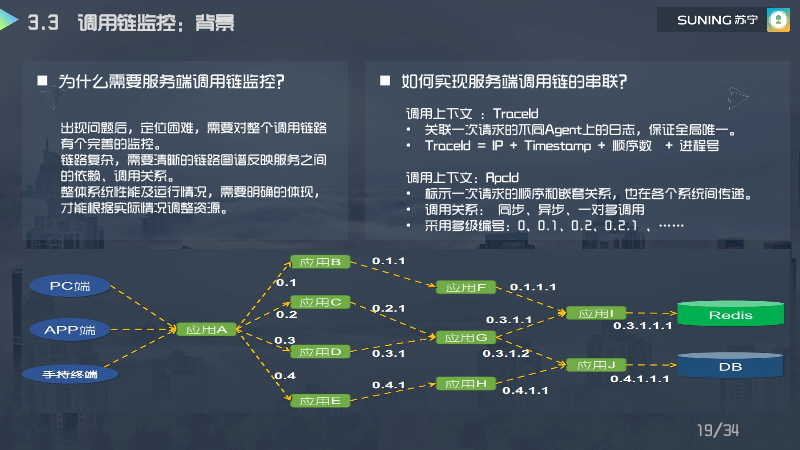 3.3 调用链监控：背景
SUNING 苏宁
为什么需要服务端调用链监控?
出现问题后，定位困难，需要对整个调用链路
有个完善的监控。
链路复杂，需要清晰的链路图谱反映服务之间
的依赖、调用关系。
整体系统性能及运行情况，需要明确的体现，
才能根据实际情况调整资源。
如何实现服务端调用链的串联?
调用上下文 ：TraceId
• 关联一次请求的不同Agent上的日志，保证全局唯一。
• TraceId = IP + Timestamp + 顺序数 + 进程号
调用上下文：ApcId
• 标示一次请求的顺序和嵌套关系，也在各个系统间传递。
• 调用关系： 同步、异步、一对多调用
• 采用多级编号：0、0.1、0.2、0.2.1 、……
PC端
APP端
手持终端
应用A
0.1
0.2
0.3
0.4
应用B
应用C
应用D
应用E
0.1.1
0.2.1
0.3.1
0.4.1
应用F
应用G
应用H
0.1.1.1
0.3.1.1
0.3.1.2
0.4.1.1
应用I
应用J
0.3.1.1.1
0.4.1.1.1
Redis
DB
19/34